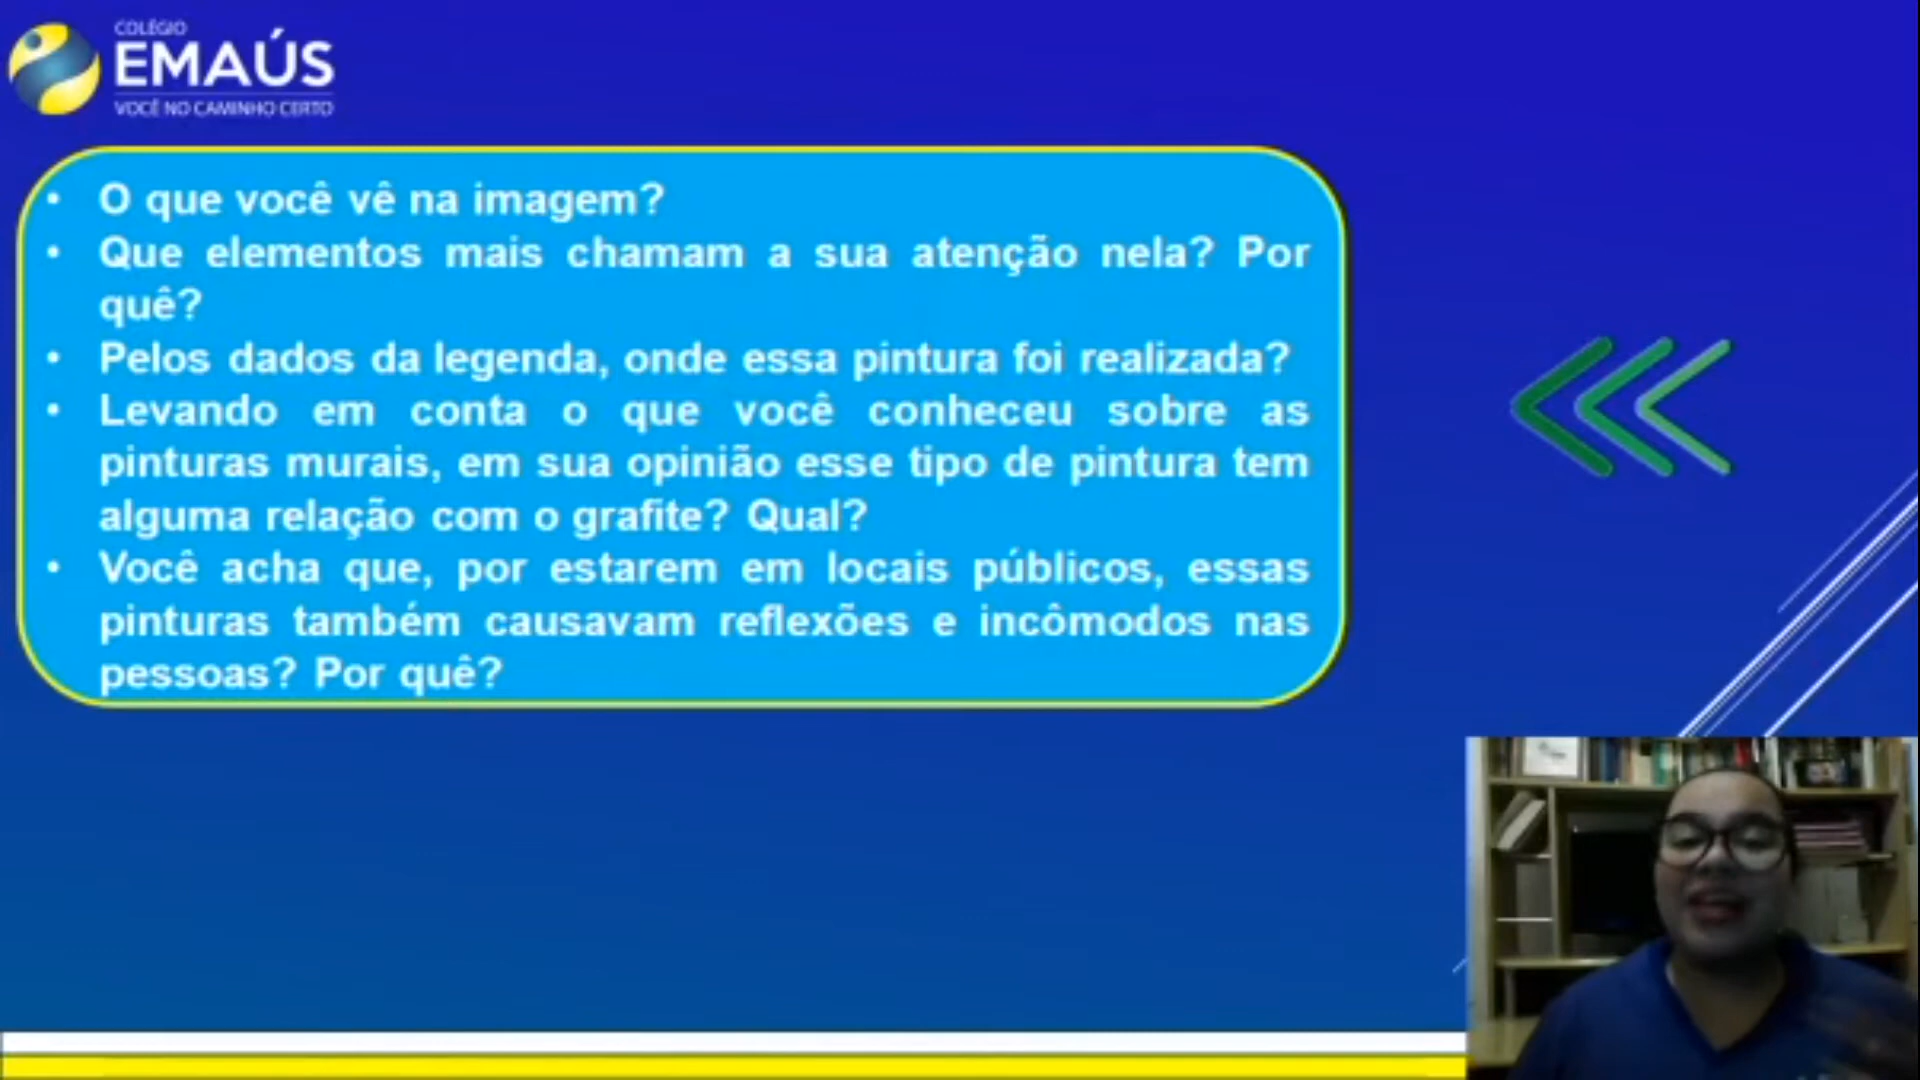 COLÉGIO
EMAÚS
VOCÊ NO CAMINHO CERTO
• O que você vê na imagem?
• Que elementos mais chamam a sua atenção nela? Por
quê?
• Pelos dados da legenda, onde essa pintura foi realizada?
• Levando em conta o que você conheceu sobre as
pinturas murais, em sua opinião esse tipo de pintura tem
alguma relação com o grafite? Qual?
• Você acha que, por estarem em locais públicos, essas
pinturas também causavam reflexões e incômodos nas
pessoas? Por quê?